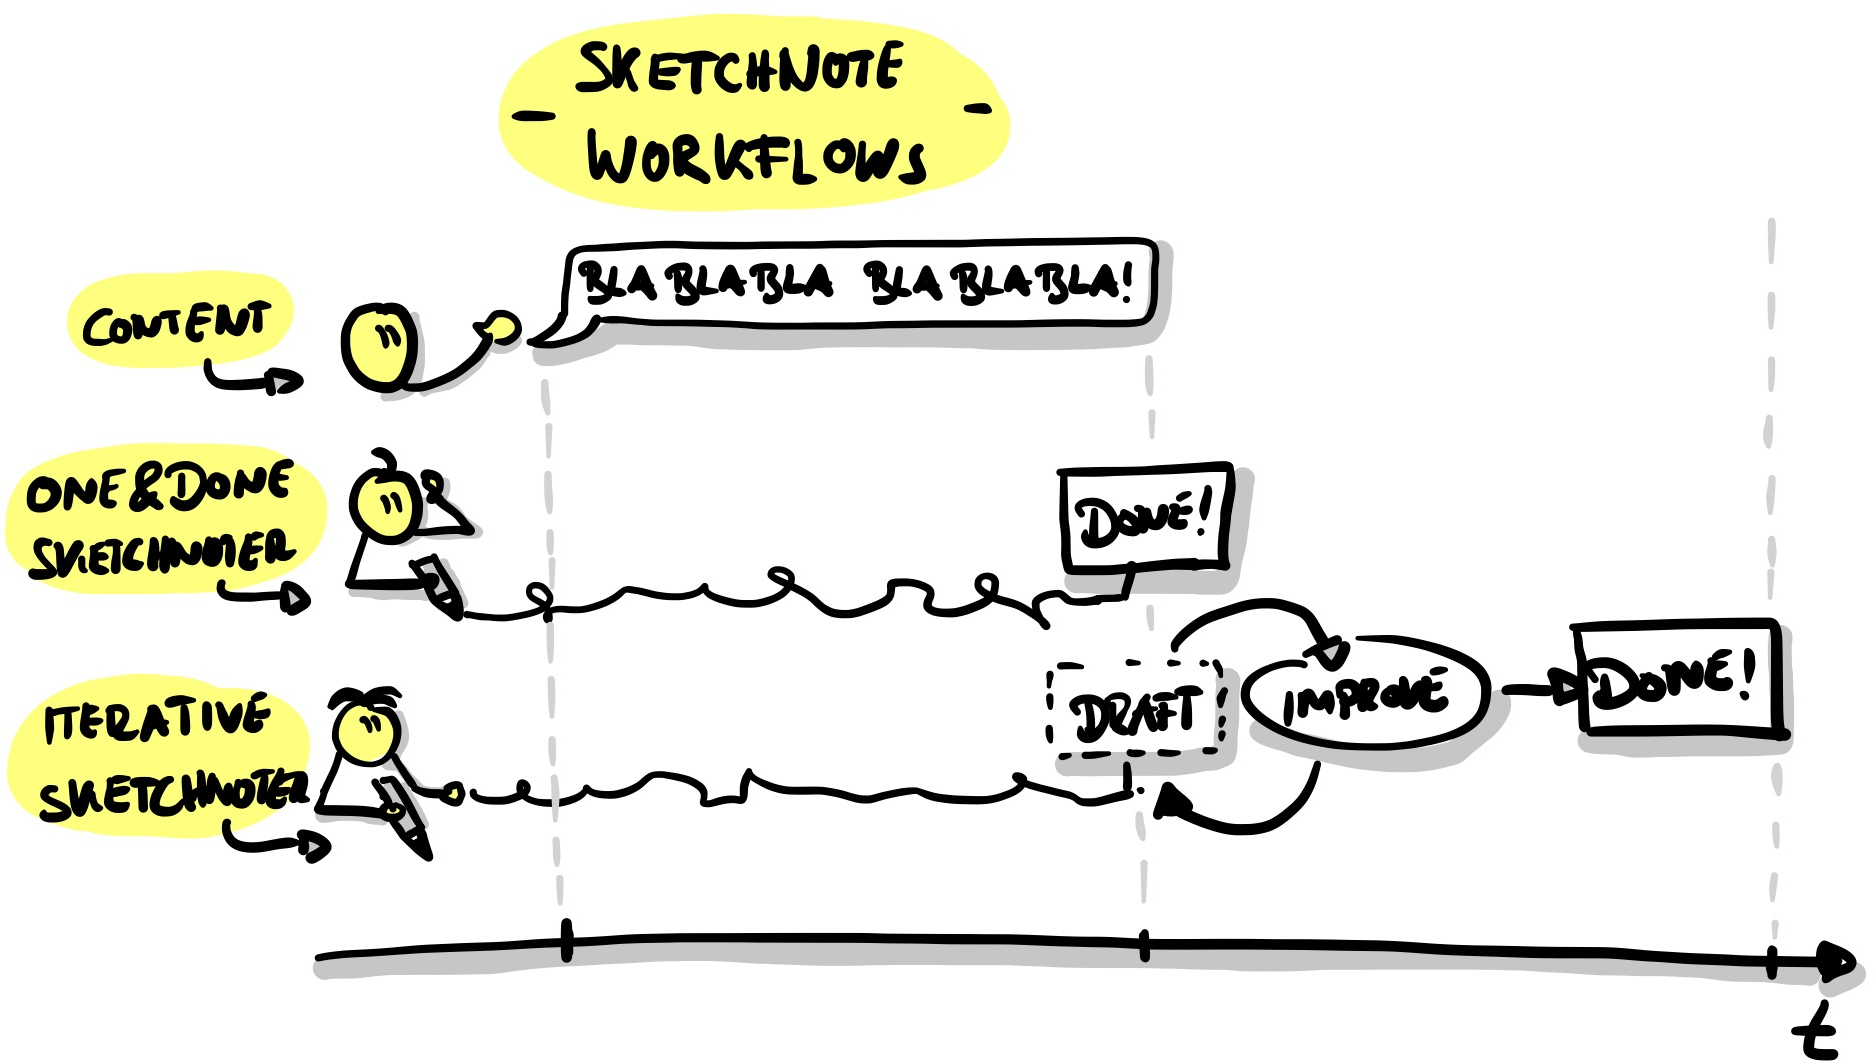 - SKETCHNOTE -
WORKFLOWS
CONTENT
BLA BLABLA BLA BLABLA!
ONE&DONE
SKETCHNOTER
DONE!
ITERATIVE
SKETCHNOTER
DRAFT
IMPROVE
DONE!
t